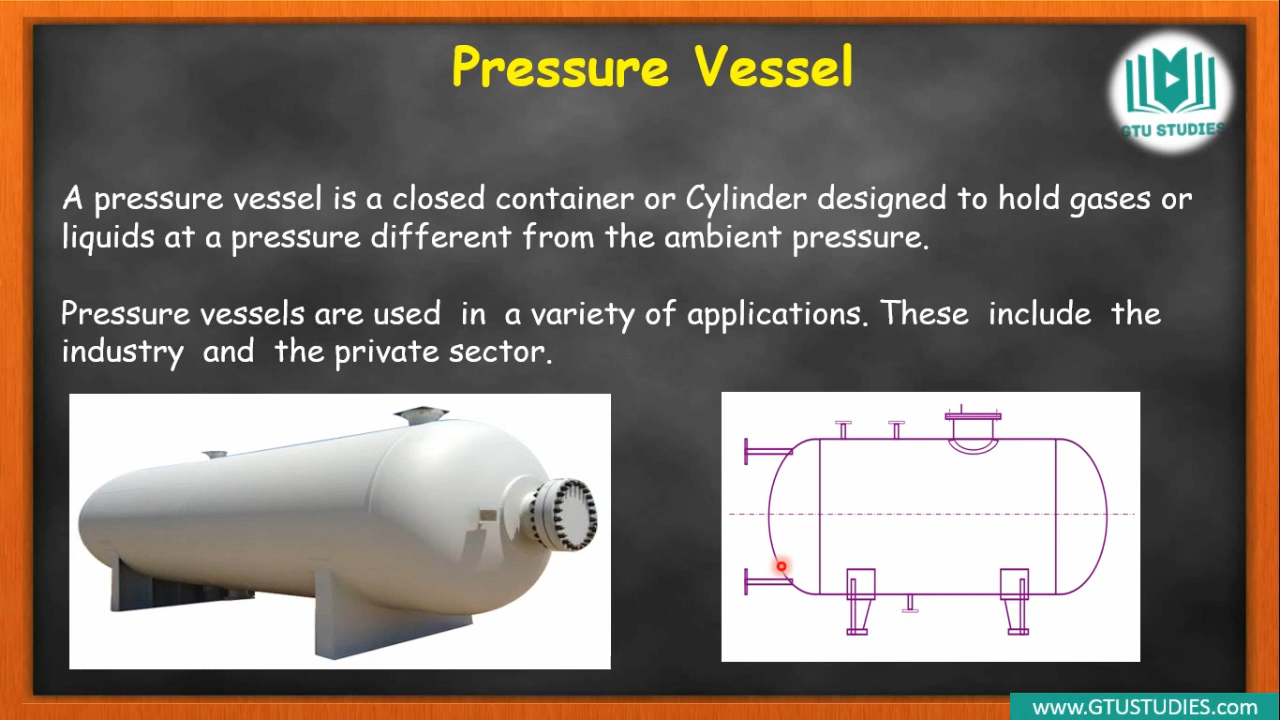 Pressure Vessel
GTU STUDIES
A pressure vessel is a closed container or Cylinder designed to hold gases or
liquids at a pressure different from the ambient pressure.
Pressure vessels are used in a variety of applications. These include the
industry and the private sector.
www.GTUSTUDIES.com